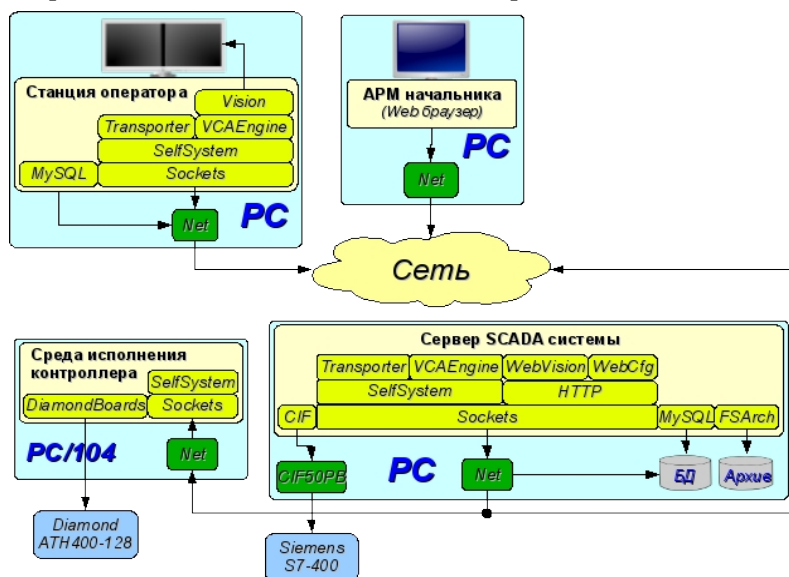 Станция оператора
Vision
Transporter
VCAEngine
SelfSystem
MySQL
Sockets
Net
PC
АРМ начальника
(Web браузер)
PC
Net
Сеть
Среда исполнения
контроллера
SelfSystem
DiamondBoards
Sockets
PC/104
Net
Diamond
ATH400-128
Сервер SCADA системы
Transporter
VCAEngine
WebVision
WebCfg
SelfSystem
HTTP
CIF
Sockets
MySQL
FSArch
CIF50PB
PC
Net
БД
Архив
Siemens
S7-400